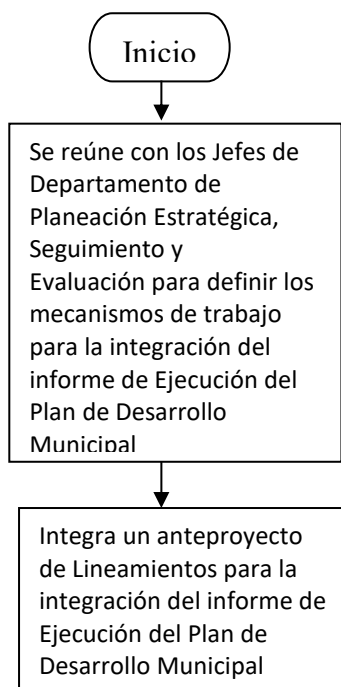 Inicio
Se reúne con los Jefes de
Departamento de
Planeación Estratégica,
Seguimiento y
Evaluación para definir los
mecanismos de trabajo
para la integración del
informe de Ejecución del
Plan de Desarrollo
Municipal
Integra un anteproyecto
de Lineamientos para la
integración del informe de
Ejecución del Plan de
Desarrollo Municipal